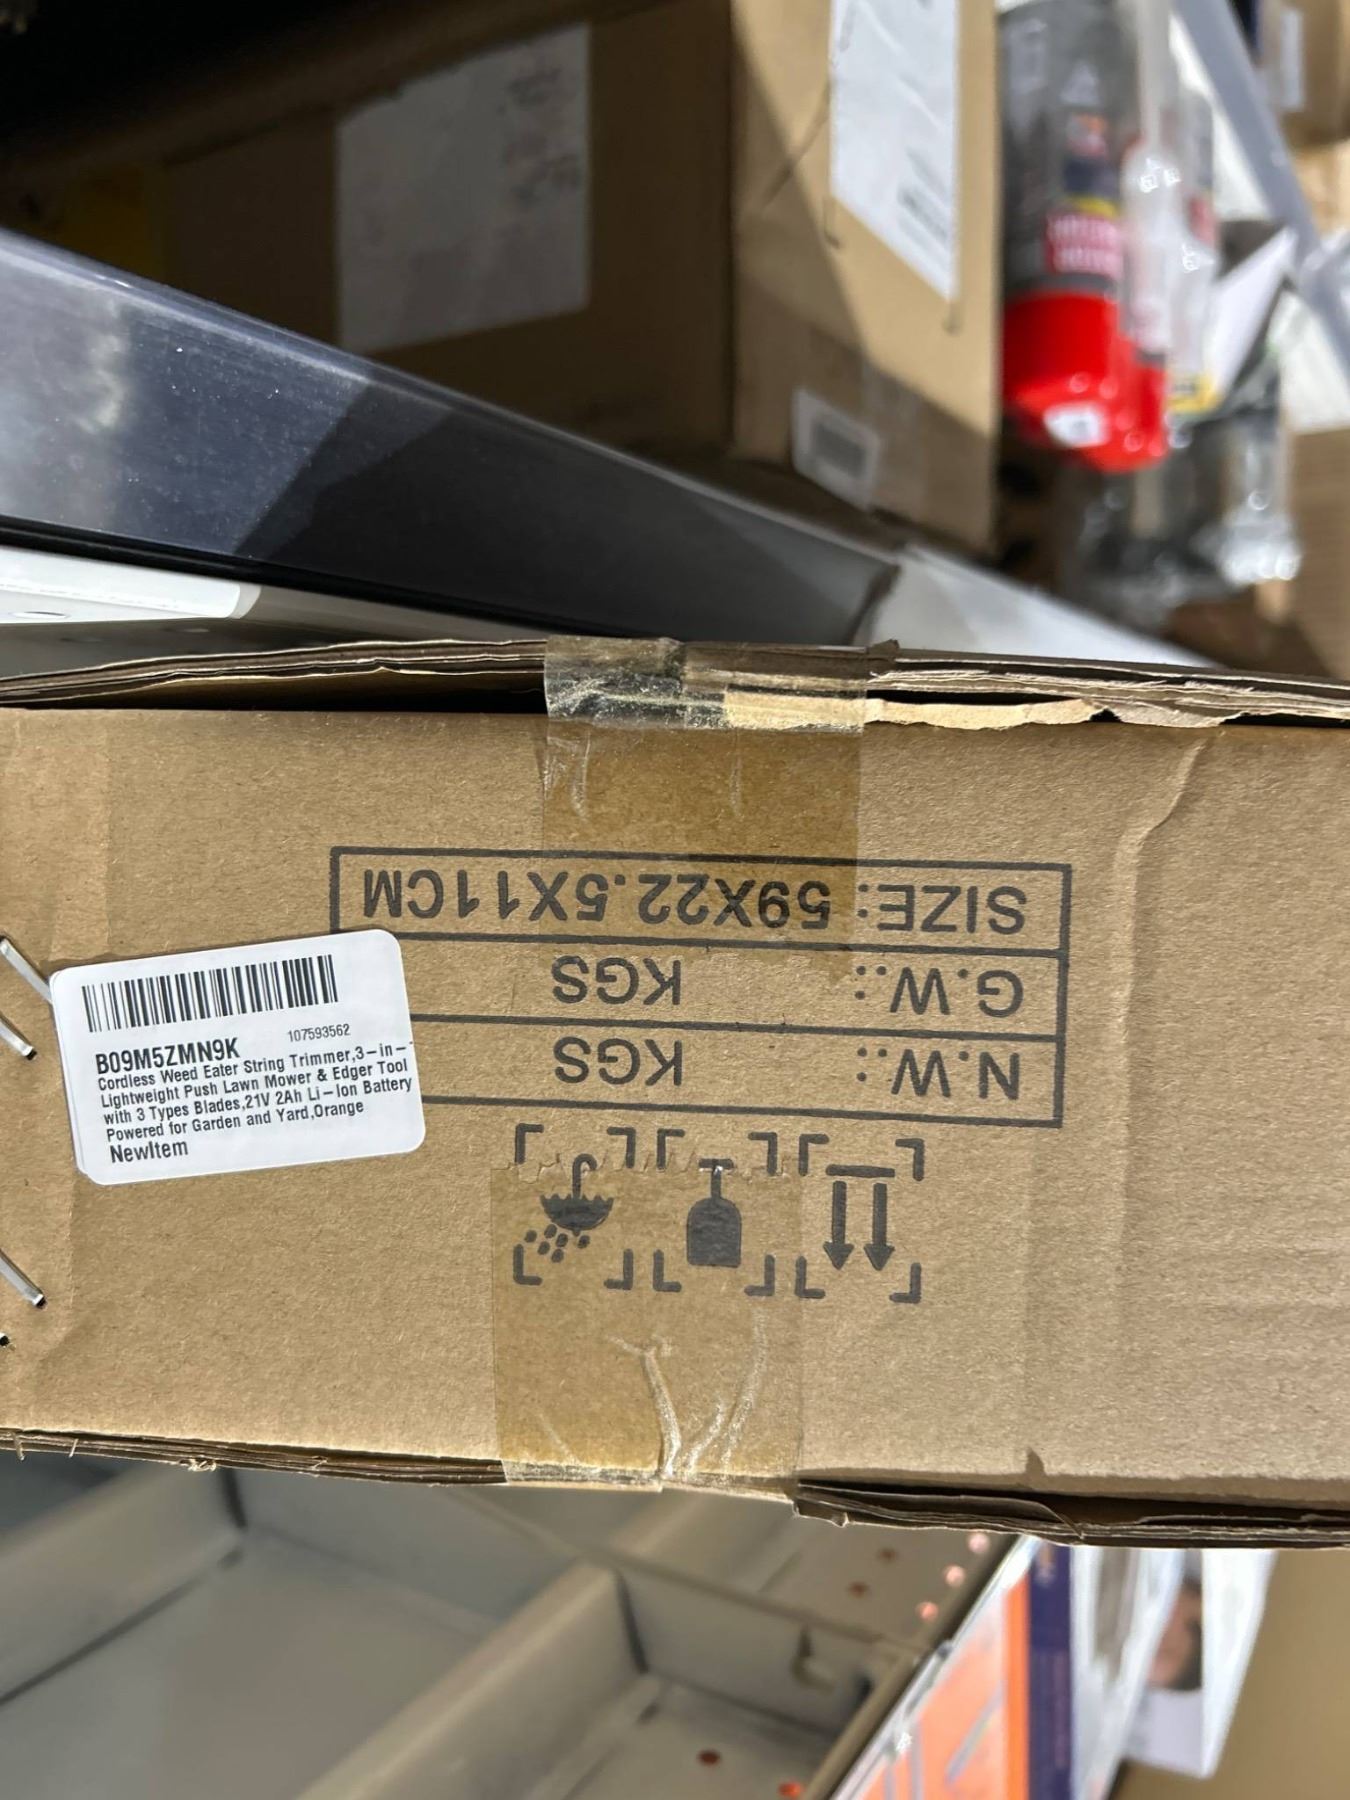 SIZE: 59X22.5X11CM
G.W.: KGS
N.W.: KGS
107593562
B09M5ZMN9K
Cordless Weed Eater String Trimmer,3-in-
Lightweight Push Lawn Mower & Edger Tool
with 3 Types Blades,21V 2Ah Li-Ion Battery
Powered for Garden and Yard,Orange
NewItem